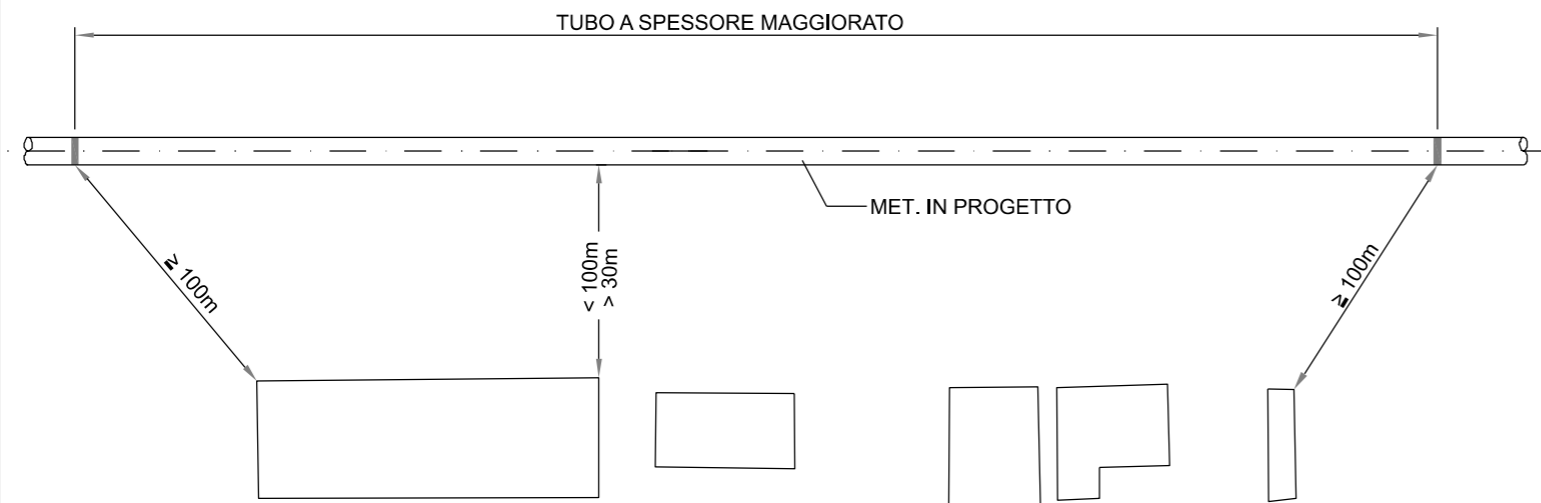 TUBO A SPESSORE MAGGIORATO
MET. IN PROGETTO
≥ 100m
< 100m
> 30m
≥ 100m